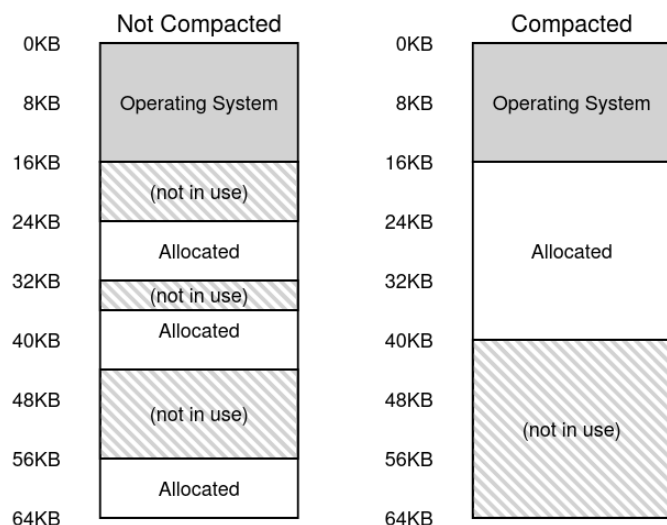 Not Compacted
0KB
8KB
Operating System
16KB
(not in use)
24KB
Allocated
32KB
(not in use)
40KB
Allocated
48KB
(not in use)
56KB
Allocated
64KB
Compacted
0KB
8KB
Operating System
16KB
24KB
Allocated
32KB
40KB
48KB
(not in use)
56KB
64KB